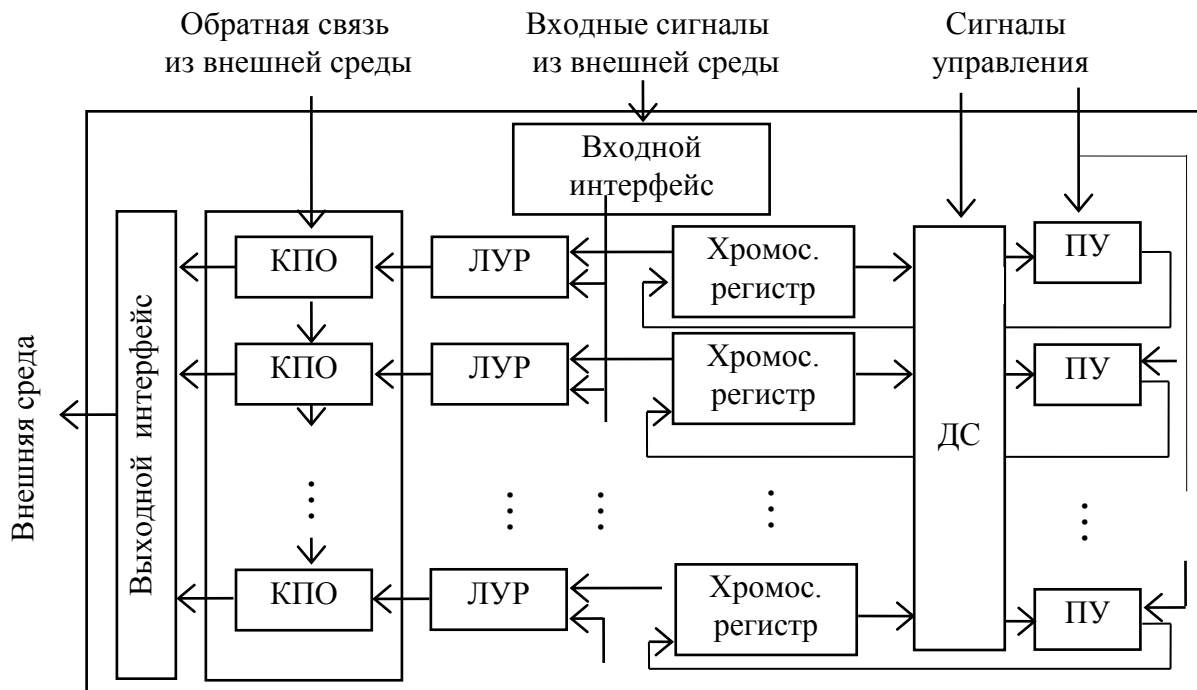 Обратная связь
из внешней среды
Входные сигналы
из внешней среды
Сигналы
управления
Входной
интерфейс
КПО
ЛУР
Хромос.
регистр
ПУ
КПО
ЛУР
Хромос.
регистр
ПУ
ДС
Внешняя среда
Выходной интерфейс
...
...
...
...
...
КПО
ЛУР
Хромос.
регистр
ПУ